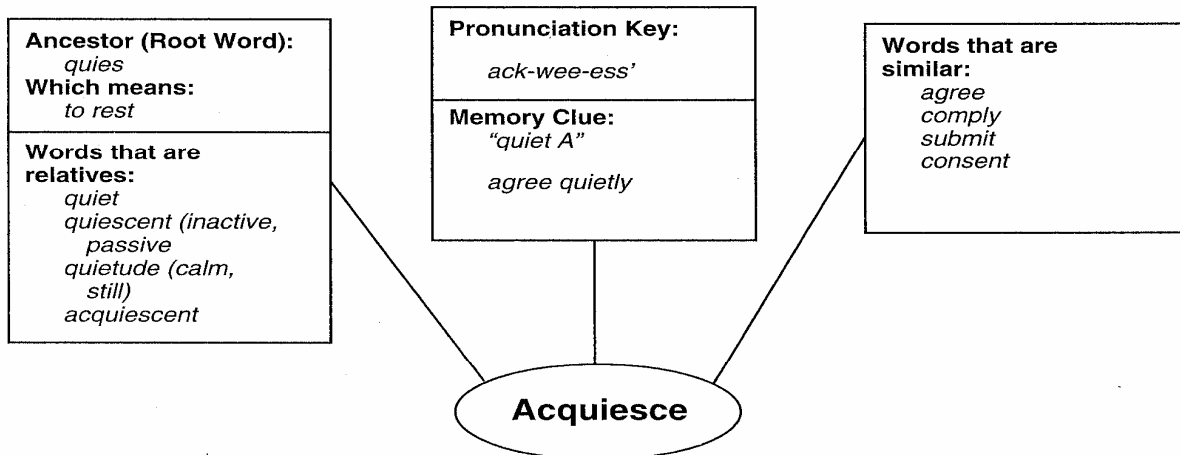 Ancestor (Root Word):
quies
Which means:
to rest
Words that are
relatives:
quiet
quiescent (inactive,
passive
quietude (calm,
still)
acquiescent
Pronunciation Key:
ack-wee-ess’
Memory Clue:
“quiet A”
agree quietly
Words that are
similar:
agree
comply
submit
consent
Acquiesce